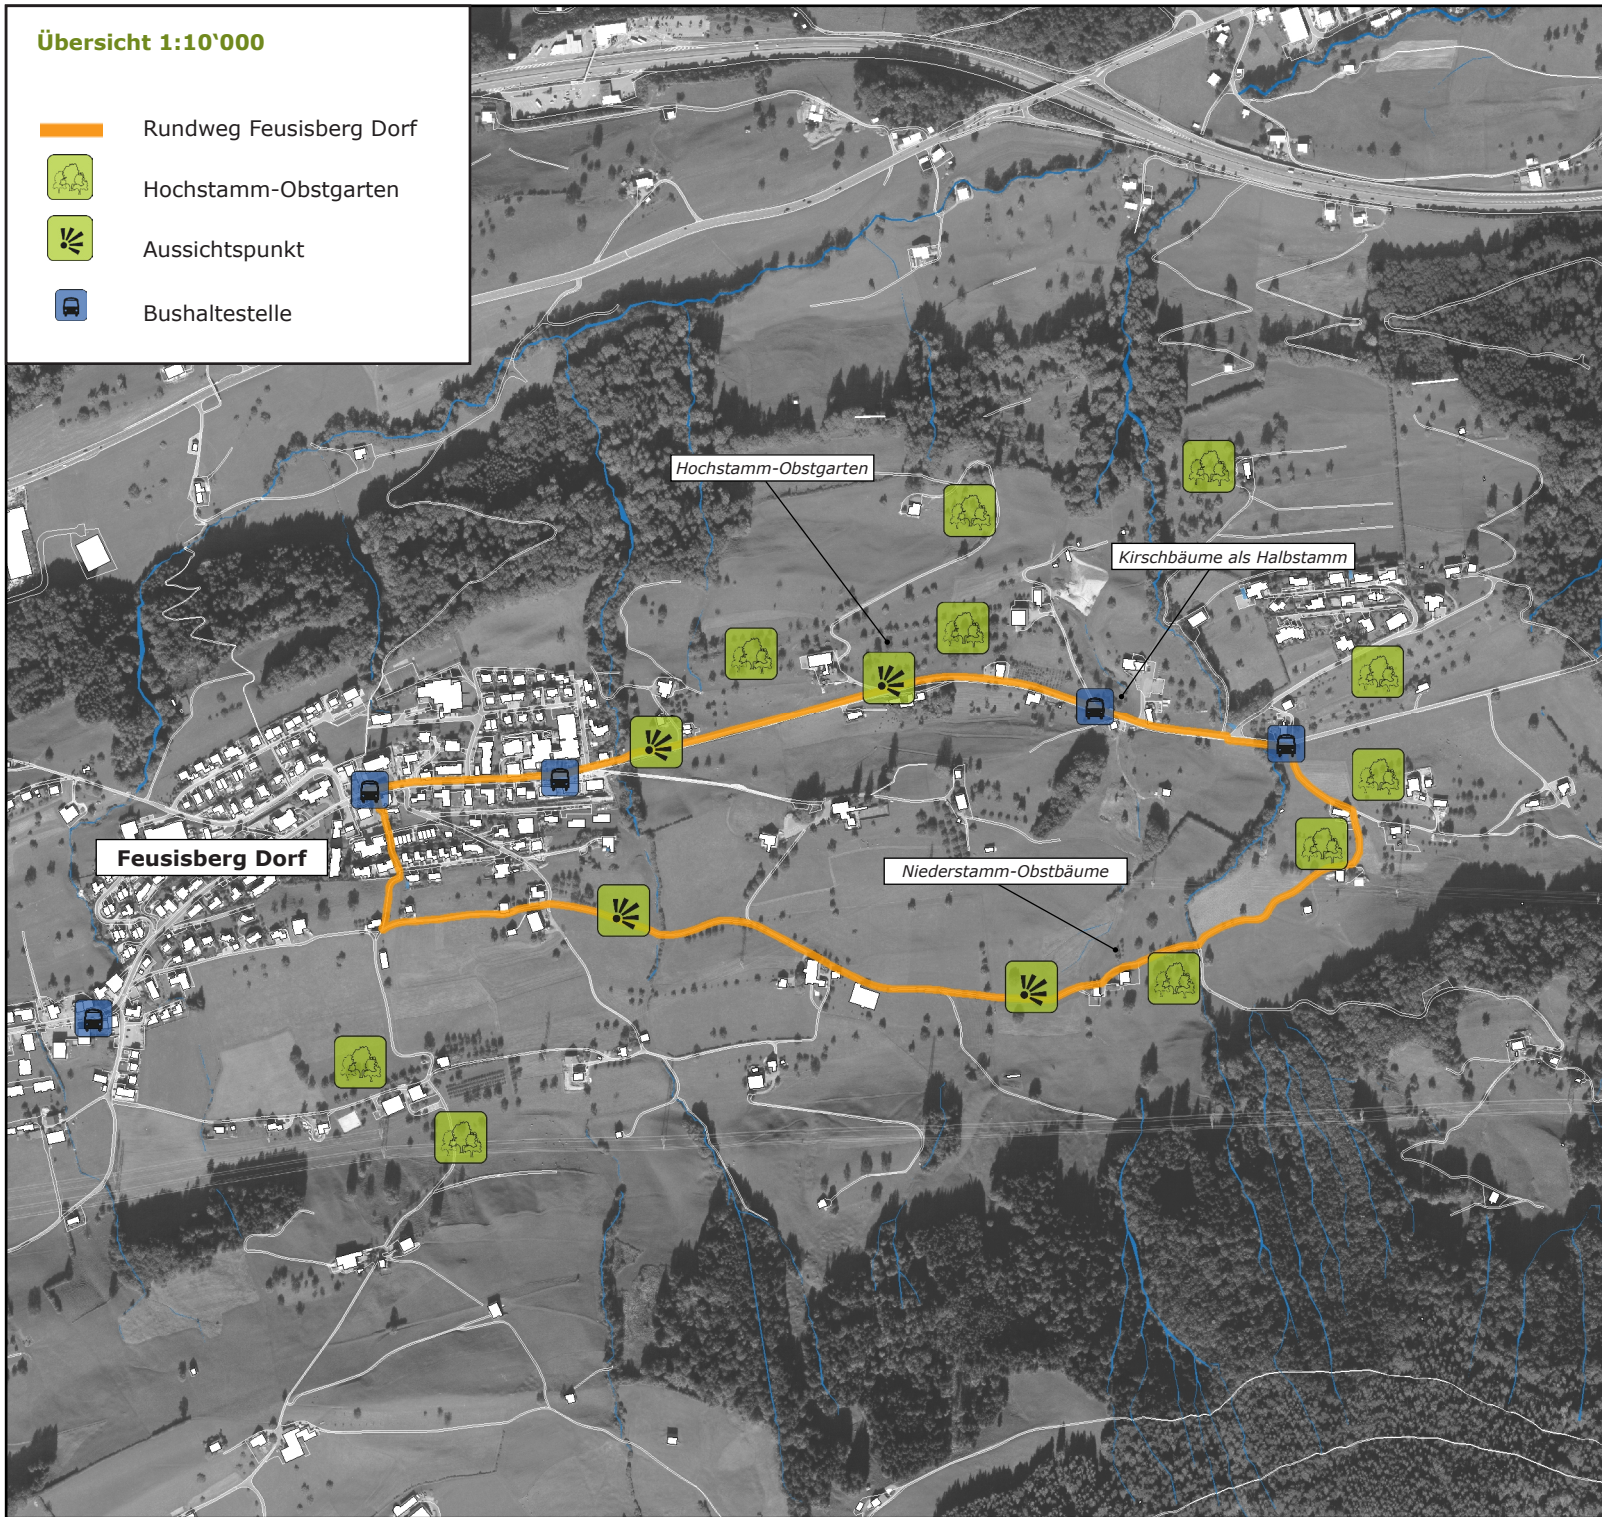 Übersicht 1:10‘000
Rundweg Feusisberg Dorf
Hochstamm-Obstgarten
Aussichtspunkt
Bushaltestelle
Hochstamm-Obstgarten
Kirschbäume als Halbstamm
Feusisberg Dorf
Niederstamm-Obstbäume